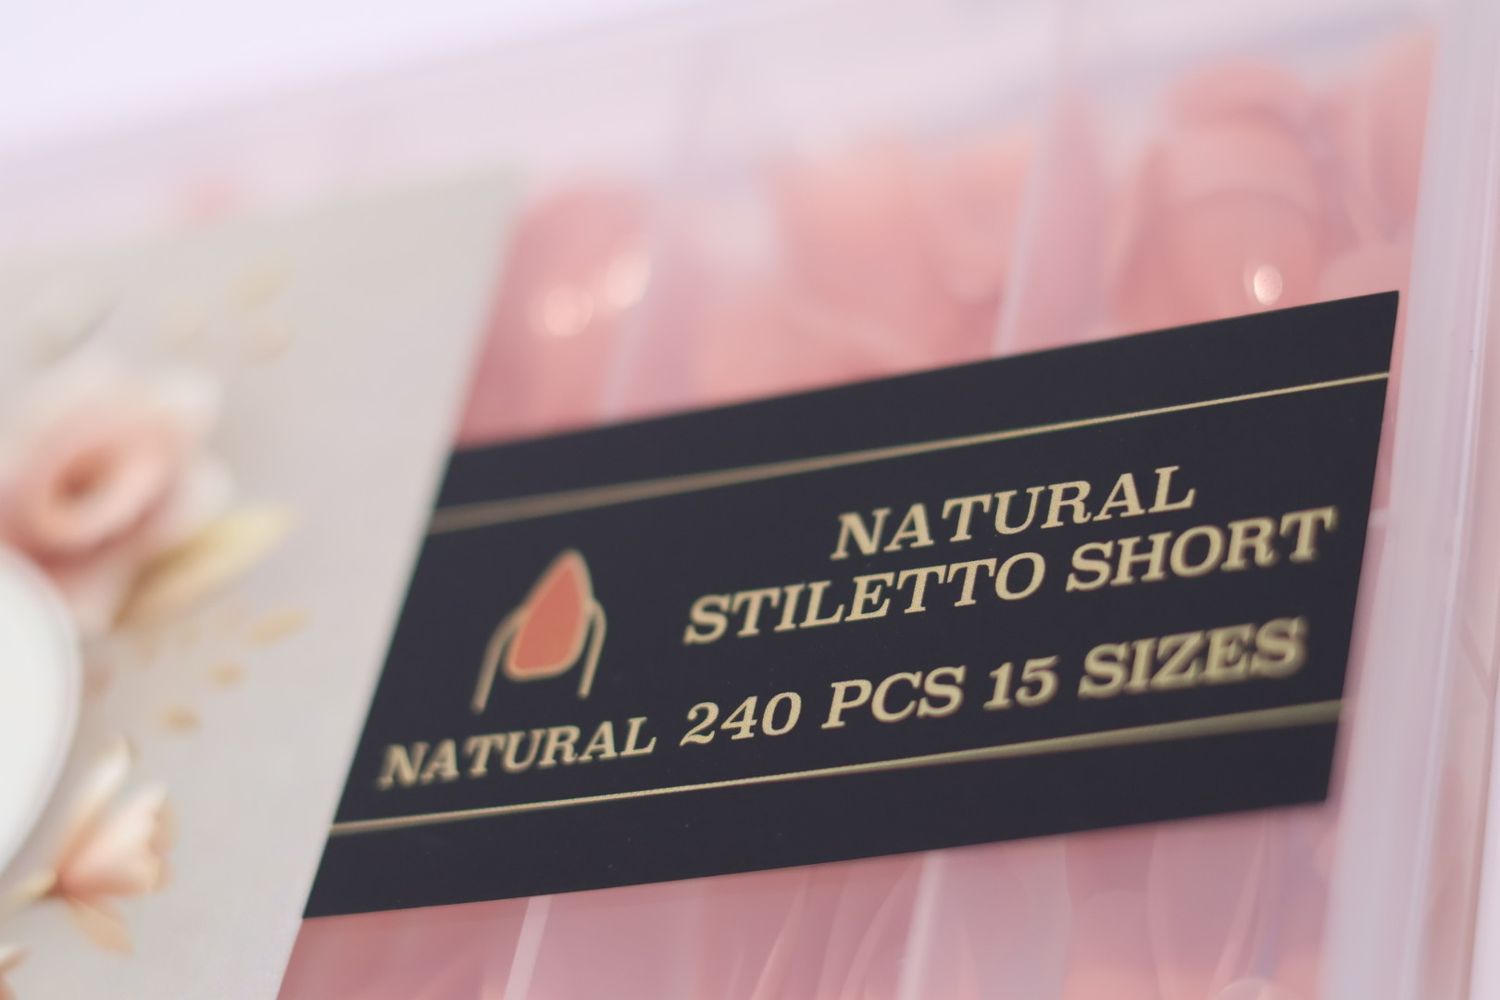 NATURAL
STILETTO SHORT
240 PCS 15 SIZES
NATURAL